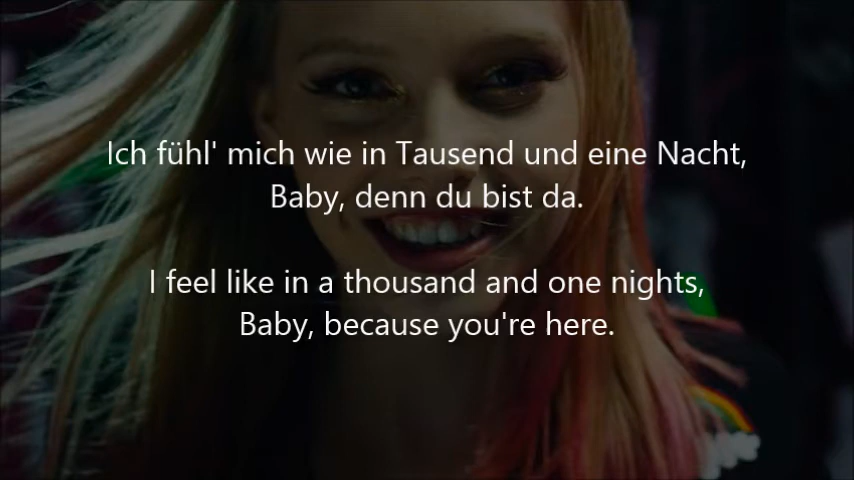 Ich fühl' mich wie in Tausend und eine Nacht,
Baby, denn du bist da.
I feel like in a thousand and one nights,
Baby, because you're here.